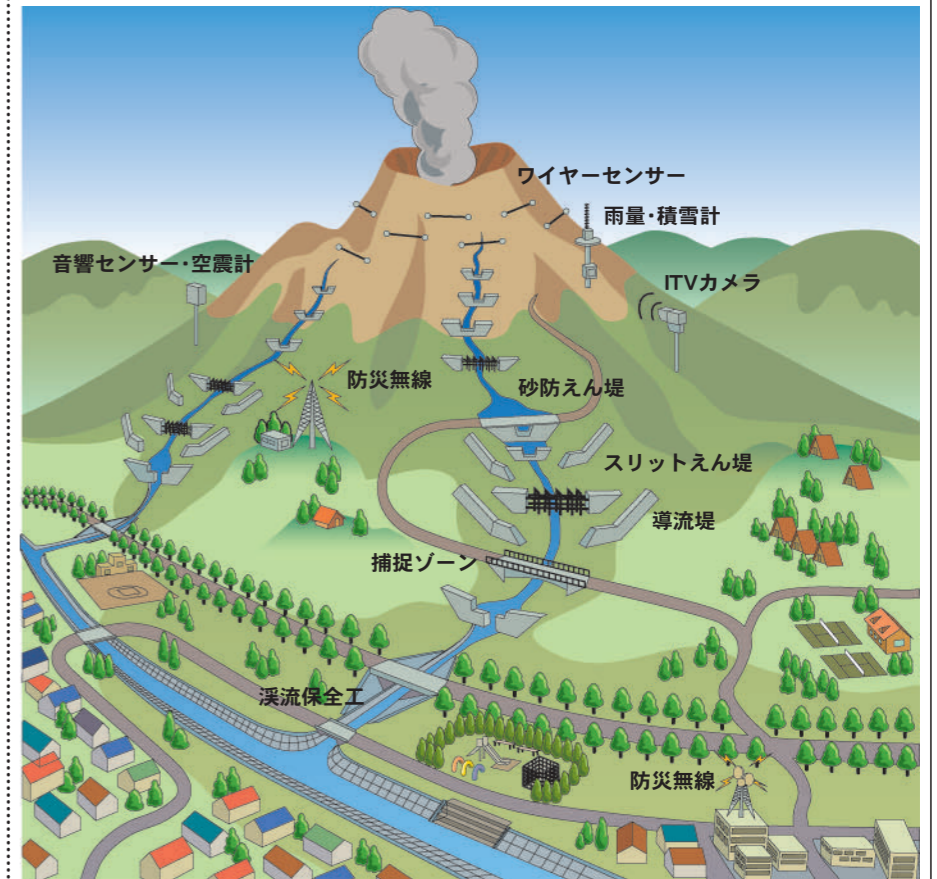 ワイヤーセンサー
雨量・積雪計
音響センサー・空震計
ITVカメラ
防災無線
砂防えん堤
スリットえん堤
導流堤
捕捉ゾーン
渓流保全工
防災無線